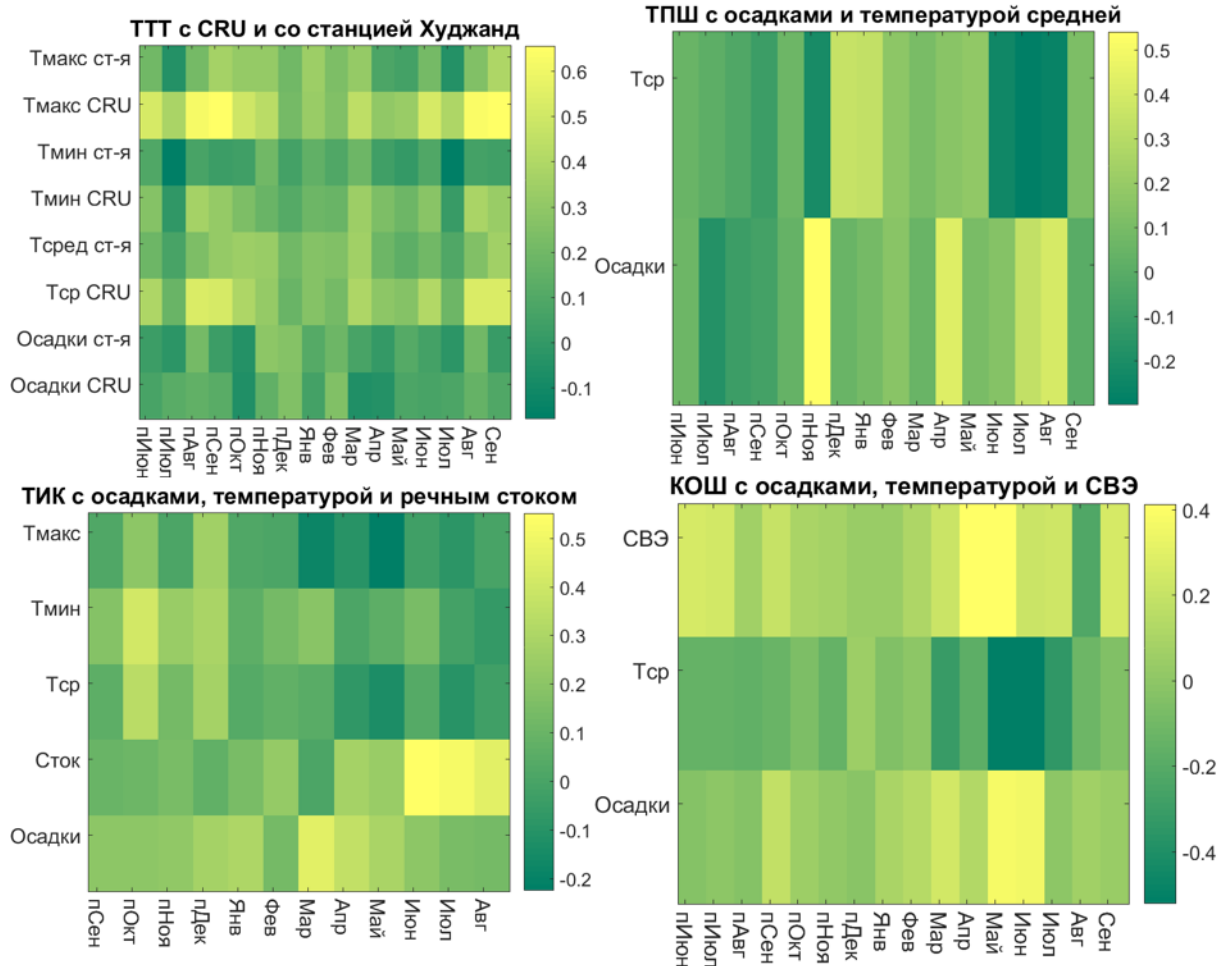 ТТТ с CRU и со станцией Худжанд
Тмакс ст-я
Тмакс CRU
Тмин ст-я
Тмин CRU
Тсред ст-я
Тср CRU
Осадки ст-я
Осадки CRU
0.6
0.5
0.4
0.3
0.2
0.1
0
-0.1
пИюн
пИюл
пАвг
пСен
пОкт
пНоя
пДек
Янв
Фев
Мар
Апр
Май
Июн
Июл
Авг
Сен
ТПШ с осадками и температурой средней
Тср
Осадки
0.5
0.4
0.3
0.2
0.1
0
-0.1
-0.2
пИюн
пИюл
пАвг
пСен
пОкт
пНоя
пДек
Янв
Фев
Мар
Апр
Май
Июн
Июл
Авг
Сен
ТИК с осадками, температурой и речным стоком
Тмакс
Тмин
Тср
Сток
Осадки
0.5
0.4
0.3
0.2
0.1
0
-0.1
-0.2
пСен
пОкт
пНоя
пДек
Янв
Фев
Мар
Апр
Май
Июн
Июл
Авг
КОШ с осадками, температурой и СВЭ
СВЭ
Тср
Осадки
0.4
0.2
0
-0.2
-0.4
пИюн
пИюл
пАвг
пСен
пОкт
пНоя
пДек
Янв
Фев
Мар
Апр
Май
Июн
Июл
Авг
Сен